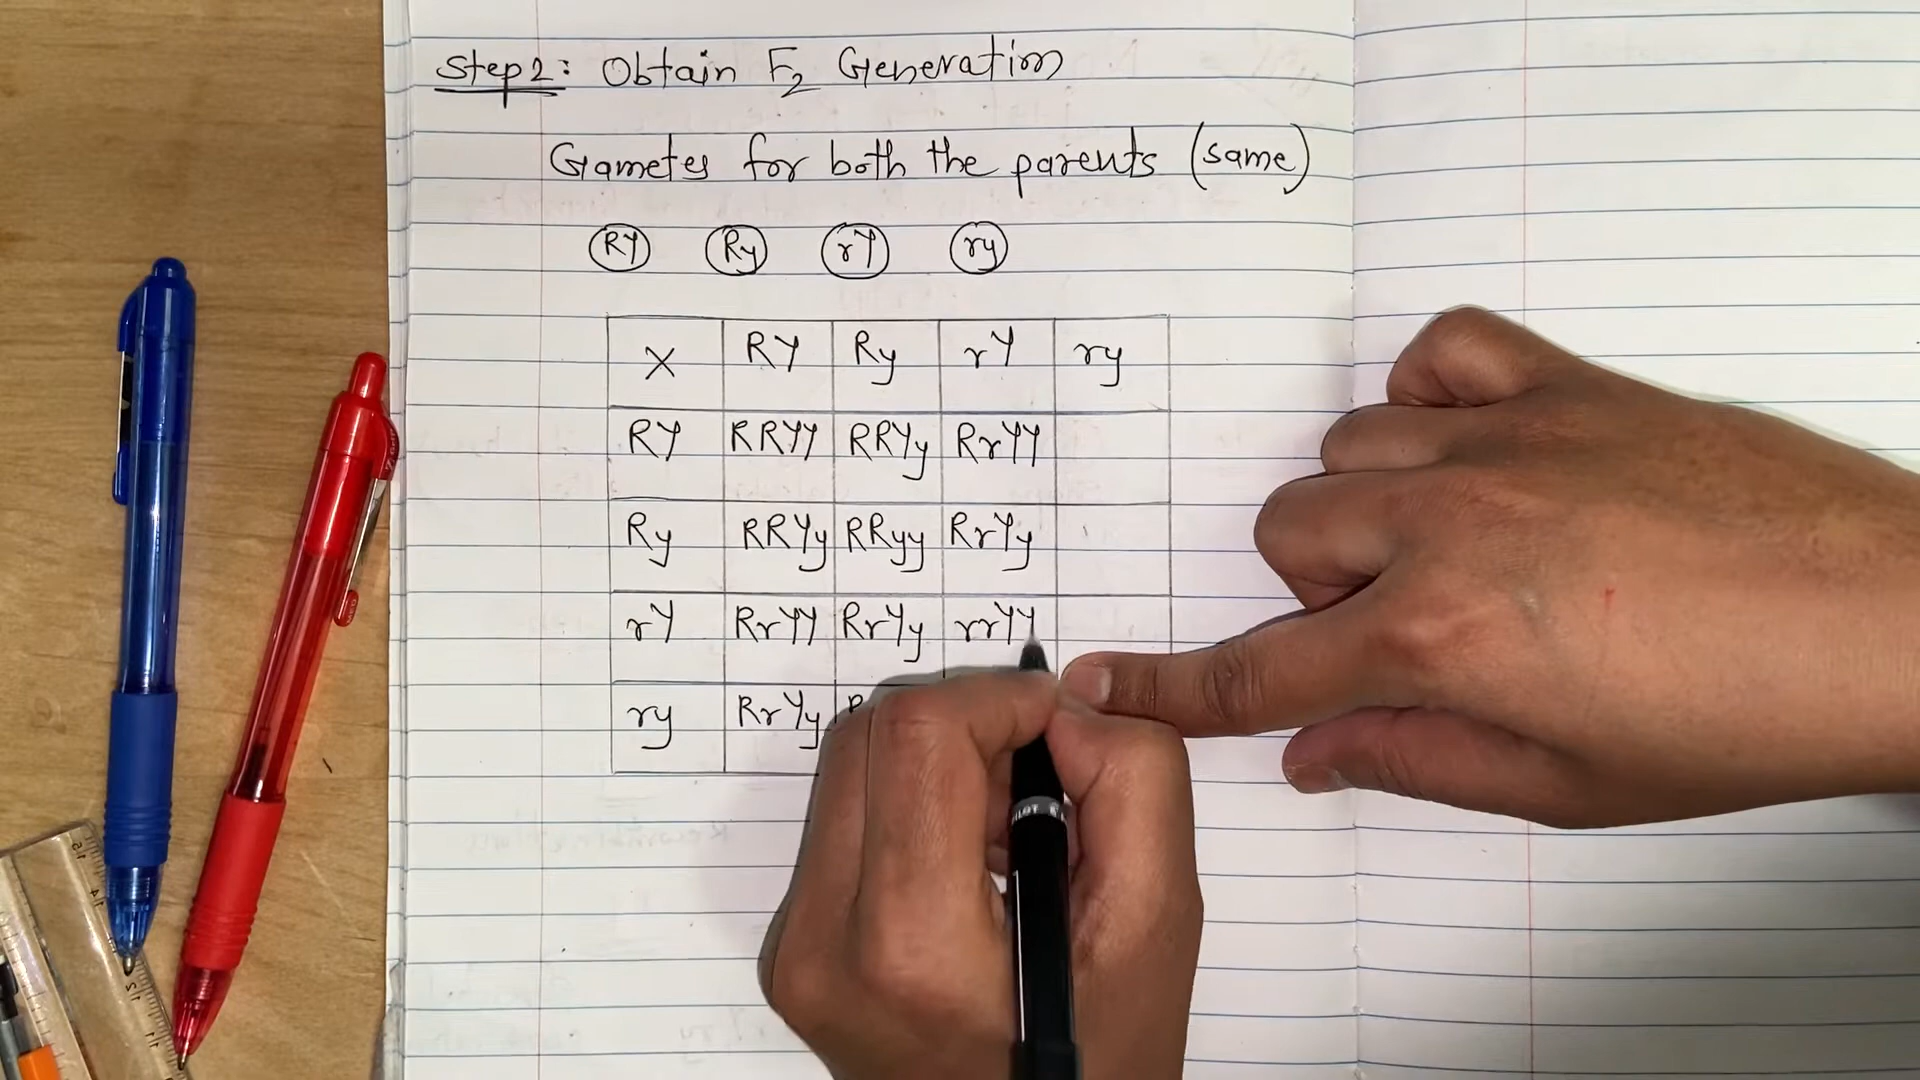 Step 2: Obtain F₂ Generation
Gametes for both the parents (same)
RY Ry rY ry
X RY Ry rY ry
RY RRYY RRYy RrYY
Ry RRYy RRyy RrYy
rY RrYY RrYy rrYY
ry RrYy